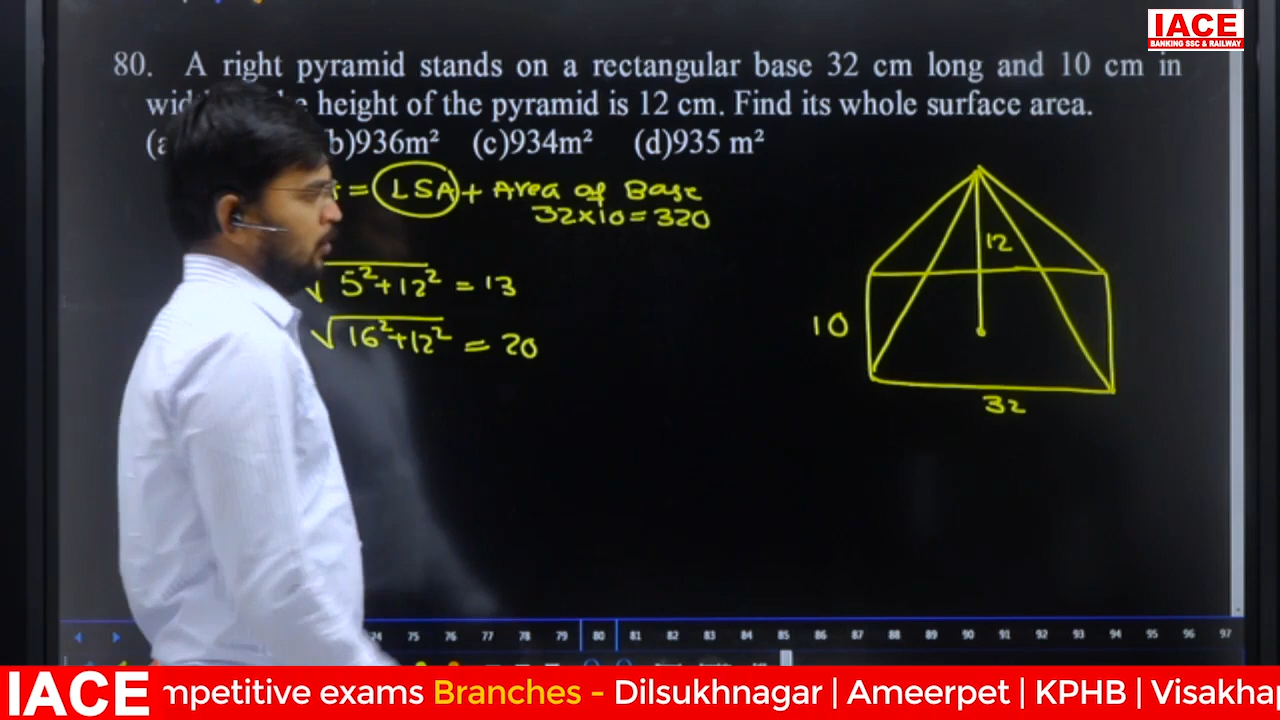 IACE
BANKING SSC & RAILWAY
80. A right pyramid stands on a rectangular base 32 cm long and 10 cm in
height of the pyramid is 12 cm. Find its whole surface area.
b)936m² (c)934m² (d)935 m²
= LSA + Area of Base
32×10=320
√5²+12² = 13
√16²+12² = 20
12
10
32
74 75 76 77 78 79 80 81 82 83 84 85 86 87 88 89 90 91 92 93 94 95 96 97
IACE mpetitive exams Branches - Dilsukhnagar | Ameerpet | KPHB | Visakha